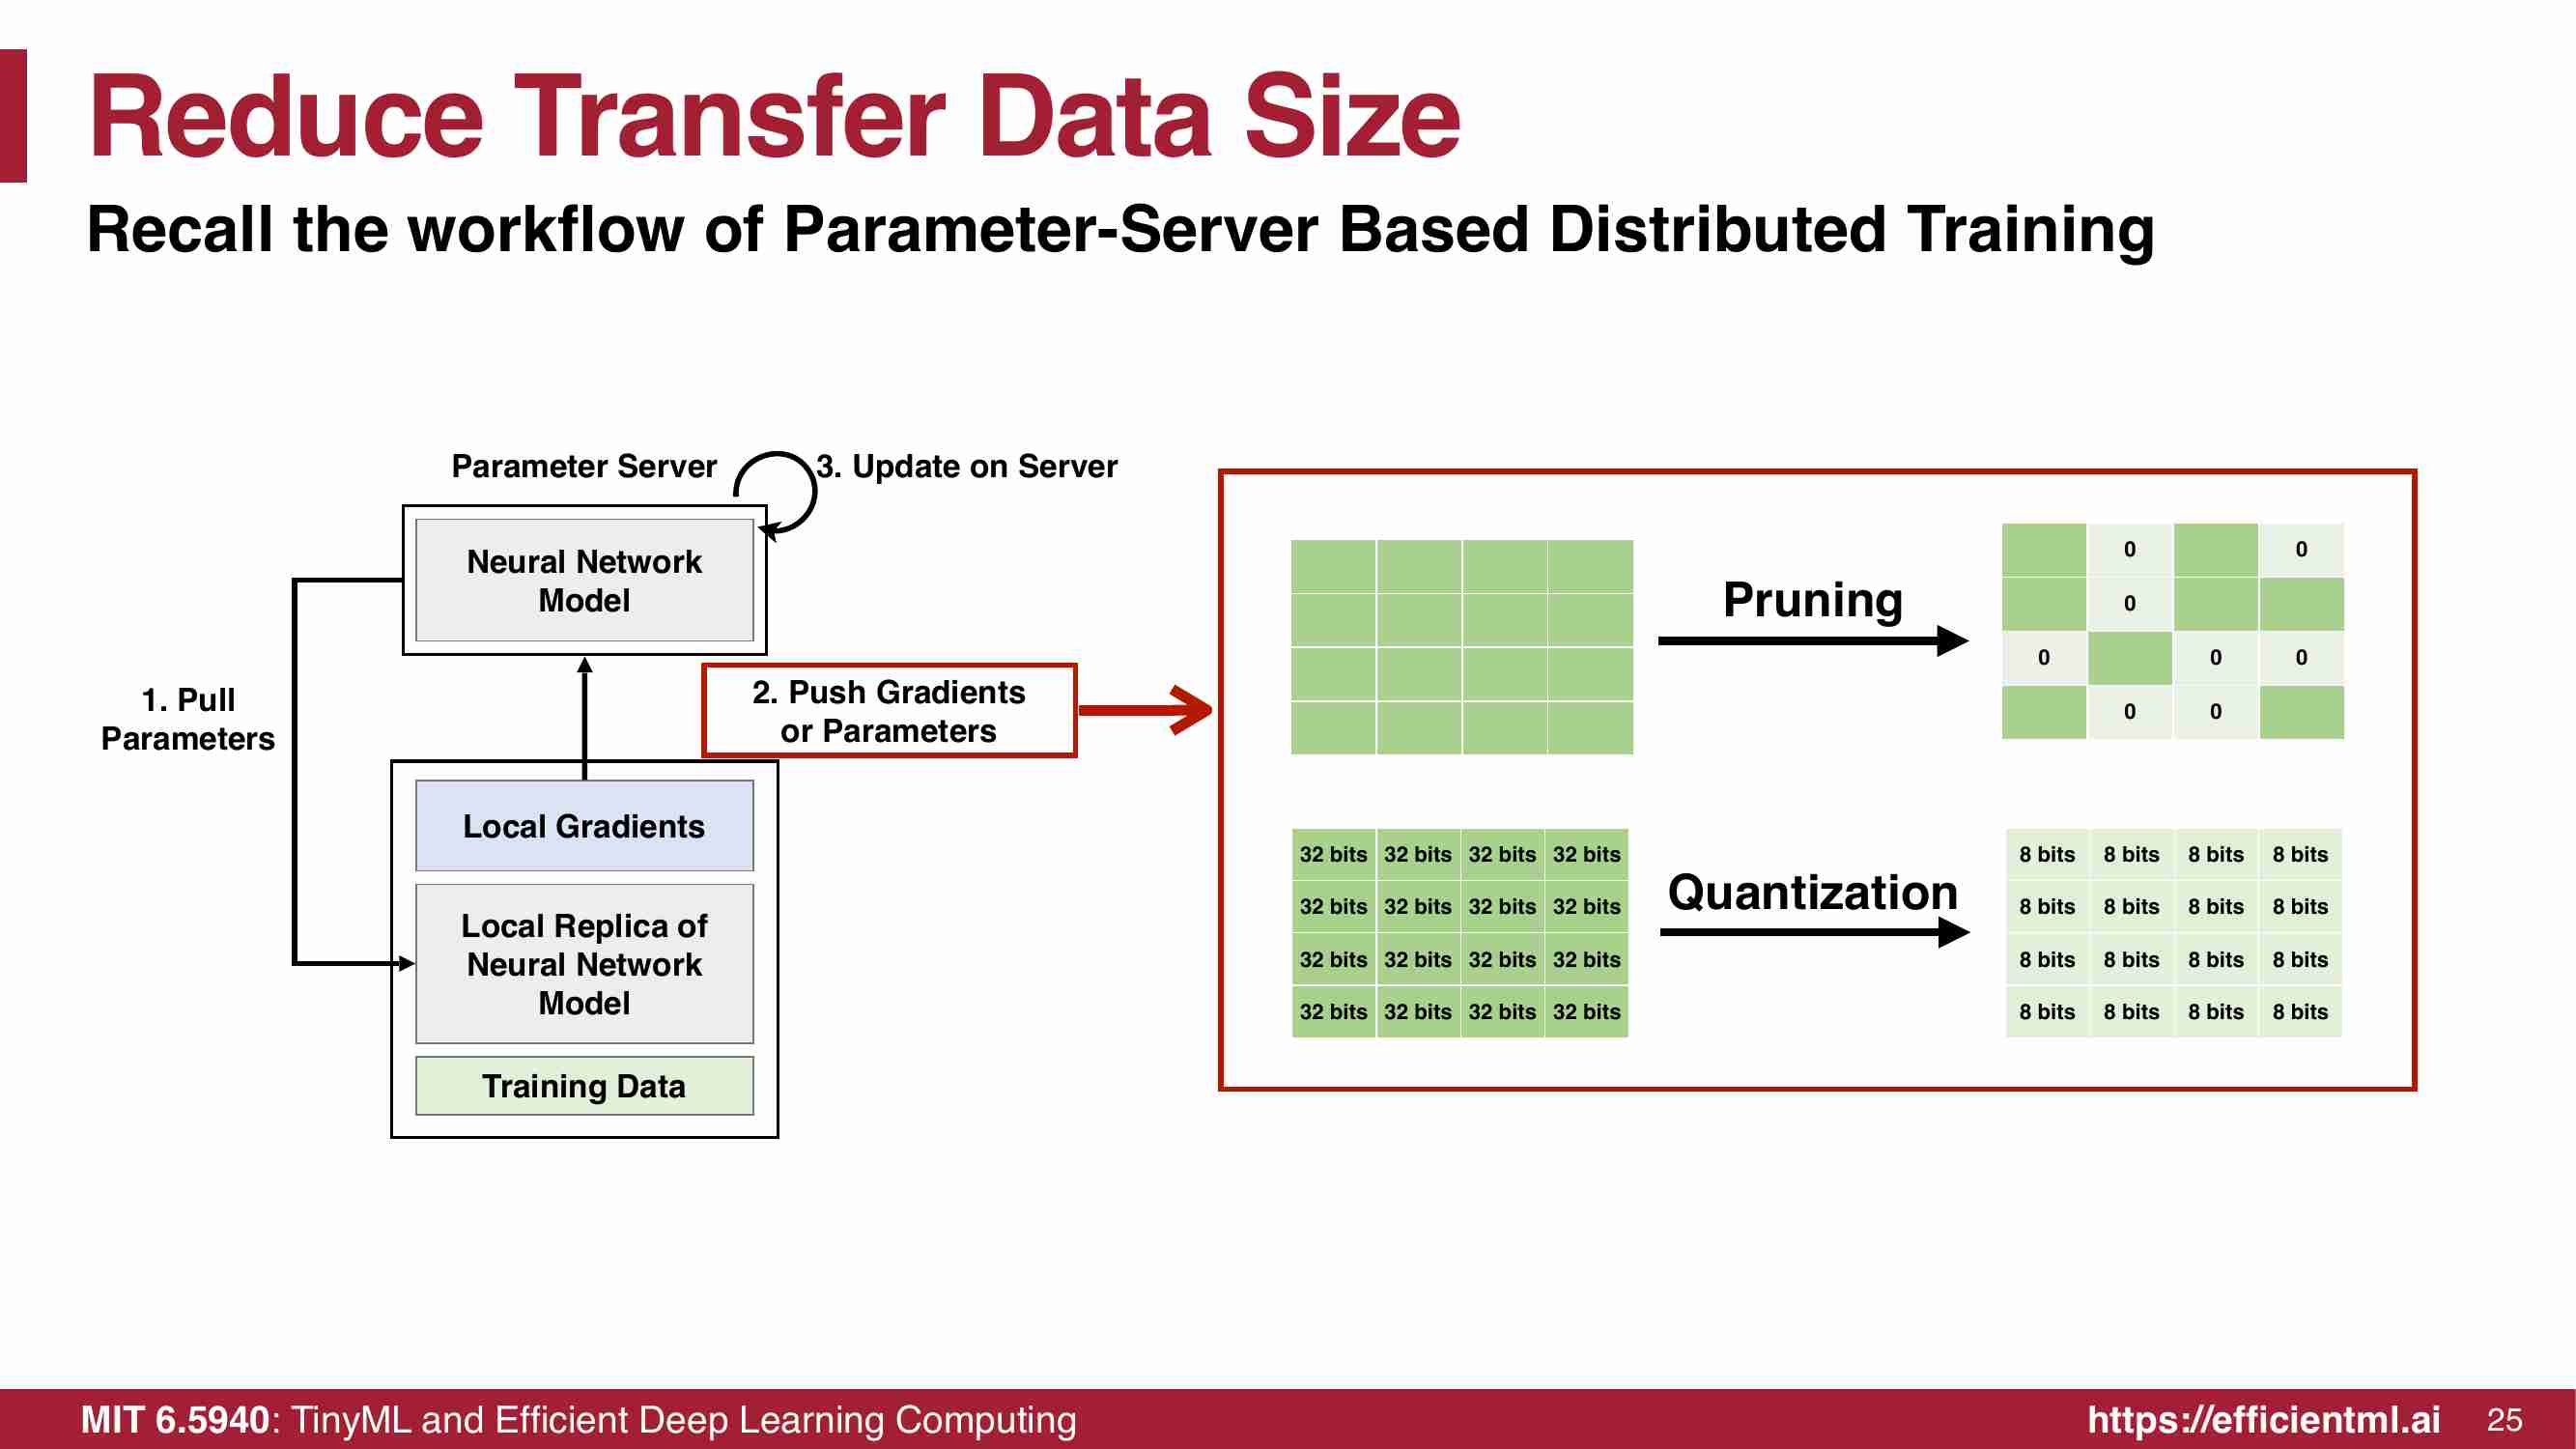 Reduce Transfer Data Size
Recall the workflow of Parameter-Server Based Distributed Training
Parameter Server
3. Update on Server
Neural Network
Model
1. Pull
Parameters
2. Push Gradients
or Parameters
Local Gradients
Local Replica of
Neural Network
Model
Training Data
Pruning
0 0
0
0 0 0
0 0
32 bits 32 bits 32 bits 32 bits
32 bits 32 bits 32 bits 32 bits
32 bits 32 bits 32 bits 32 bits
32 bits 32 bits 32 bits 32 bits
Quantization
8 bits 8 bits 8 bits 8 bits
8 bits 8 bits 8 bits 8 bits
8 bits 8 bits 8 bits 8 bits
8 bits 8 bits 8 bits 8 bits
MIT 6.5940: TinyML and Efficient Deep Learning Computing
https://efficientml.ai 25